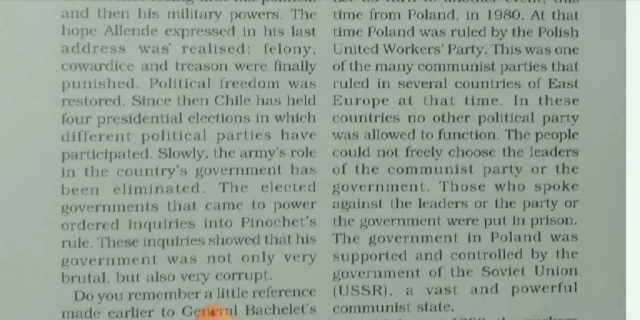 and then his military powers. The
hope Allende expressed in his last
address was realised: felony,
cowardice and treason were finally
punished. Political freedom was
restored. Since then Chile has held
four presidential elections in which
different political parties have
participated. Slowly, the army's role
in the country's government has
been eliminated. The elected
governments that came to power
ordered inquiries into Pinochet's
rule. These inquiries showed that his
government was not only very
brutal, but also very corrupt.
Do you remember a little reference
made earlier to General Bachelet's
time from Poland, in 1980. At that
time Poland was ruled by the Polish
United Workers' Party. This was one
of the many communist parties that
ruled in several countries of East
Europe at that time. In these
countries no other political party
was allowed to function. The people
could not freely choose the leaders
of the communist party or the
government. Those who spoke
against the leaders or the party or
the government were put in prison.
The government in Poland was
supported and controlled by the
government of the Soviet Union
(USSR), a vast and powerful
communist state.